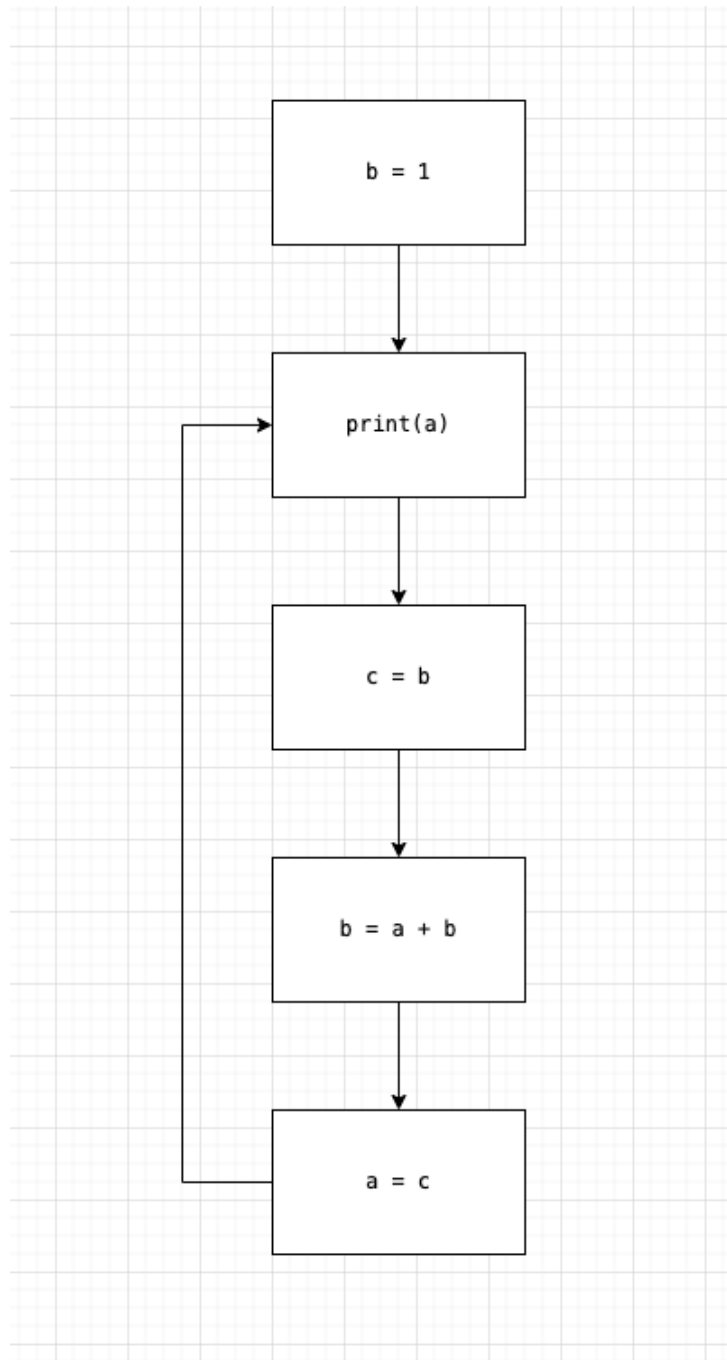 b = 1
print(a)
c = b
b = a + b
a = c